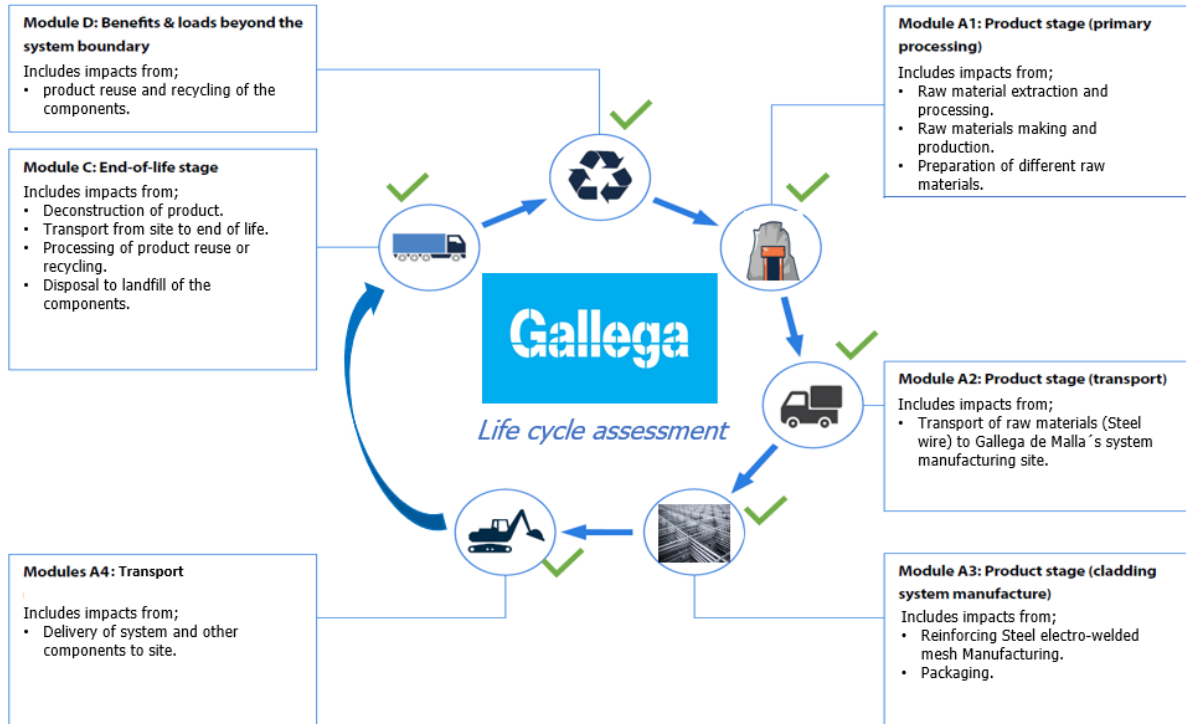 Module D: Benefits & loads beyond the
system boundary
Includes impacts from;
• product reuse and recycling of the
components.
Module A1: Product stage (primary
processing)
Includes impacts from;
• Raw material extraction and
processing.
• Raw materials making and
production.
• Preparation of different raw
materials.
Module C: End-of-life stage
Includes impacts from;
• Deconstruction of product.
• Transport from site to end of life.
• Processing of product reuse or
recycling.
• Disposal to landfill of the
components.
Gallega
Life cycle assessment
Module A2: Product stage (transport)
Includes impacts from;
• Transport of raw materials (Steel
wire) to Gallega de Malla´s system
manufacturing site.
Modules A4: Transport
Includes impacts from;
• Delivery of system and other
components to site.
Module A3: Product stage (cladding
system manufacture)
Includes impacts from;
• Reinforcing Steel electro-welded
mesh Manufacturing.
• Packaging.